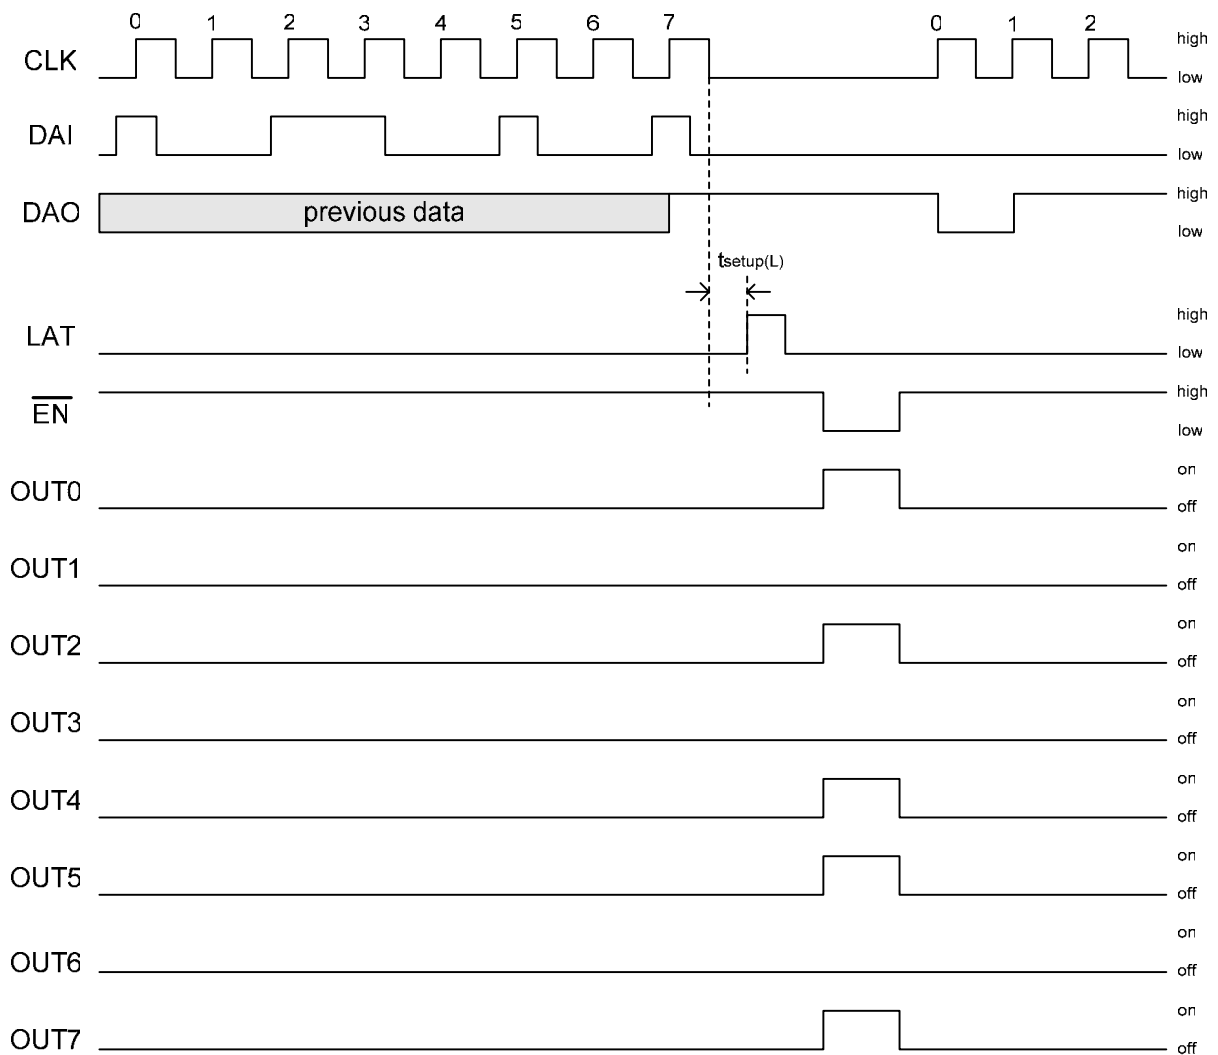 0 1 2 3 4 5 6 7 0 1 2
high
CLK
low
high
DAI
low
high
DAO previous data
low
tsetup(L)
high
LAT
low
high
EN
low
on
OUT0
off
on
OUT1
off
on
OUT2
off
on
OUT3
off
on
OUT4
off
on
OUT5
off
on
OUT6
off
on
OUT7
off